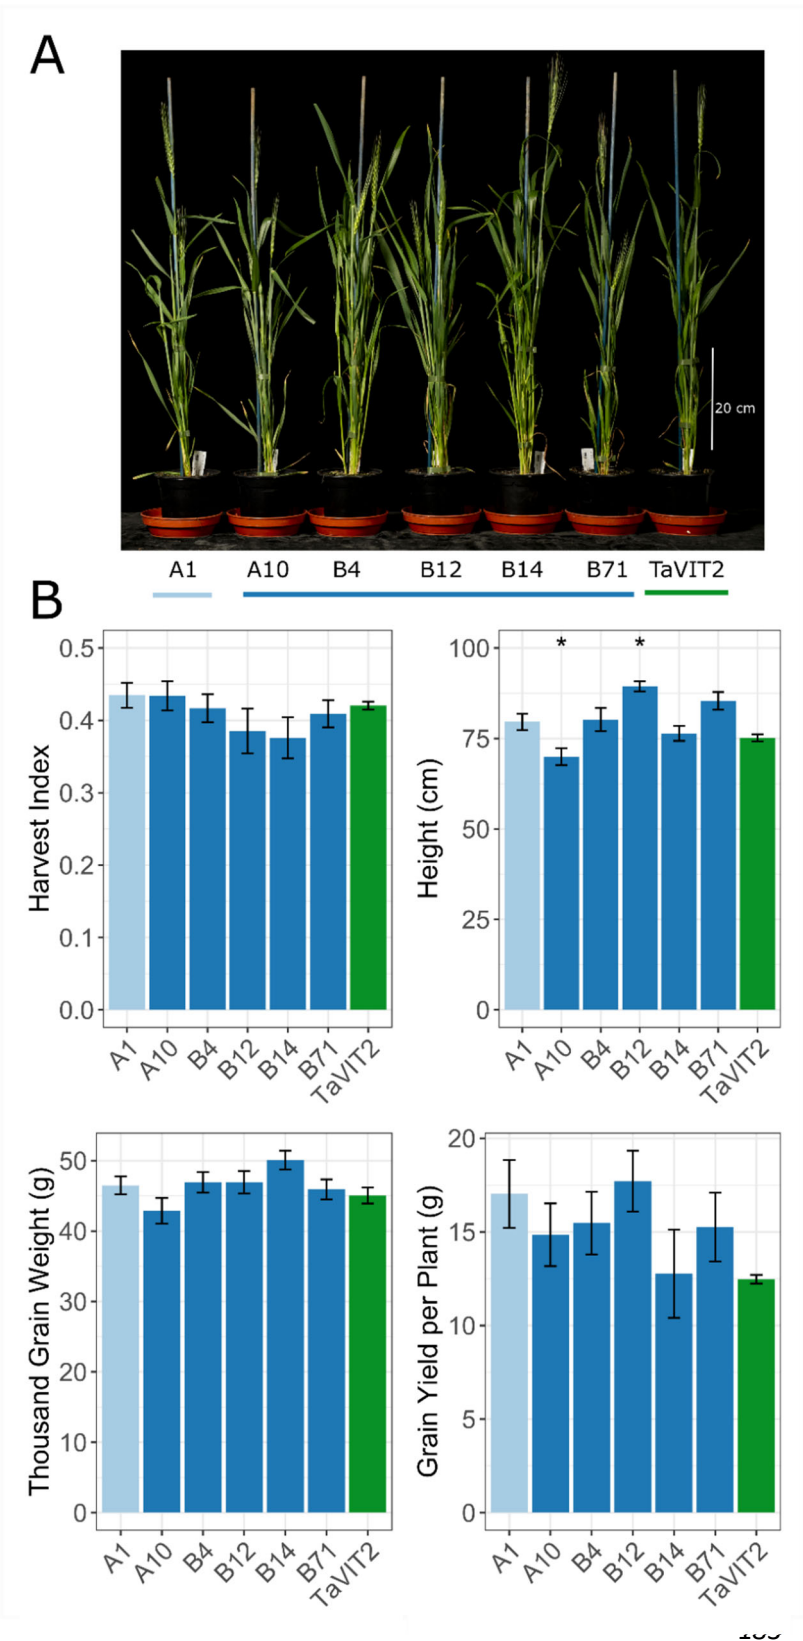 A
20 cm
A1 A10 B4 B12 B14 B71 TaVIT2
B
Harvest Index
0.5
0.4
0.3
0.2
0.1
0.0
A1 A10 B4 B12 B14 B71 TaVIT2
Height (cm)
100
75
50
25
0
* *
A1 A10 B4 B12 B14 B71 TaVIT2
Thousand Grain Weight (g)
50
40
30
20
10
0
A1 A10 B4 B12 B14 B71 TaVIT2
Grain Yield per Plant (g)
20
15
10
5
0
A1 A10 B4 B12 B14 B71 TaVIT2